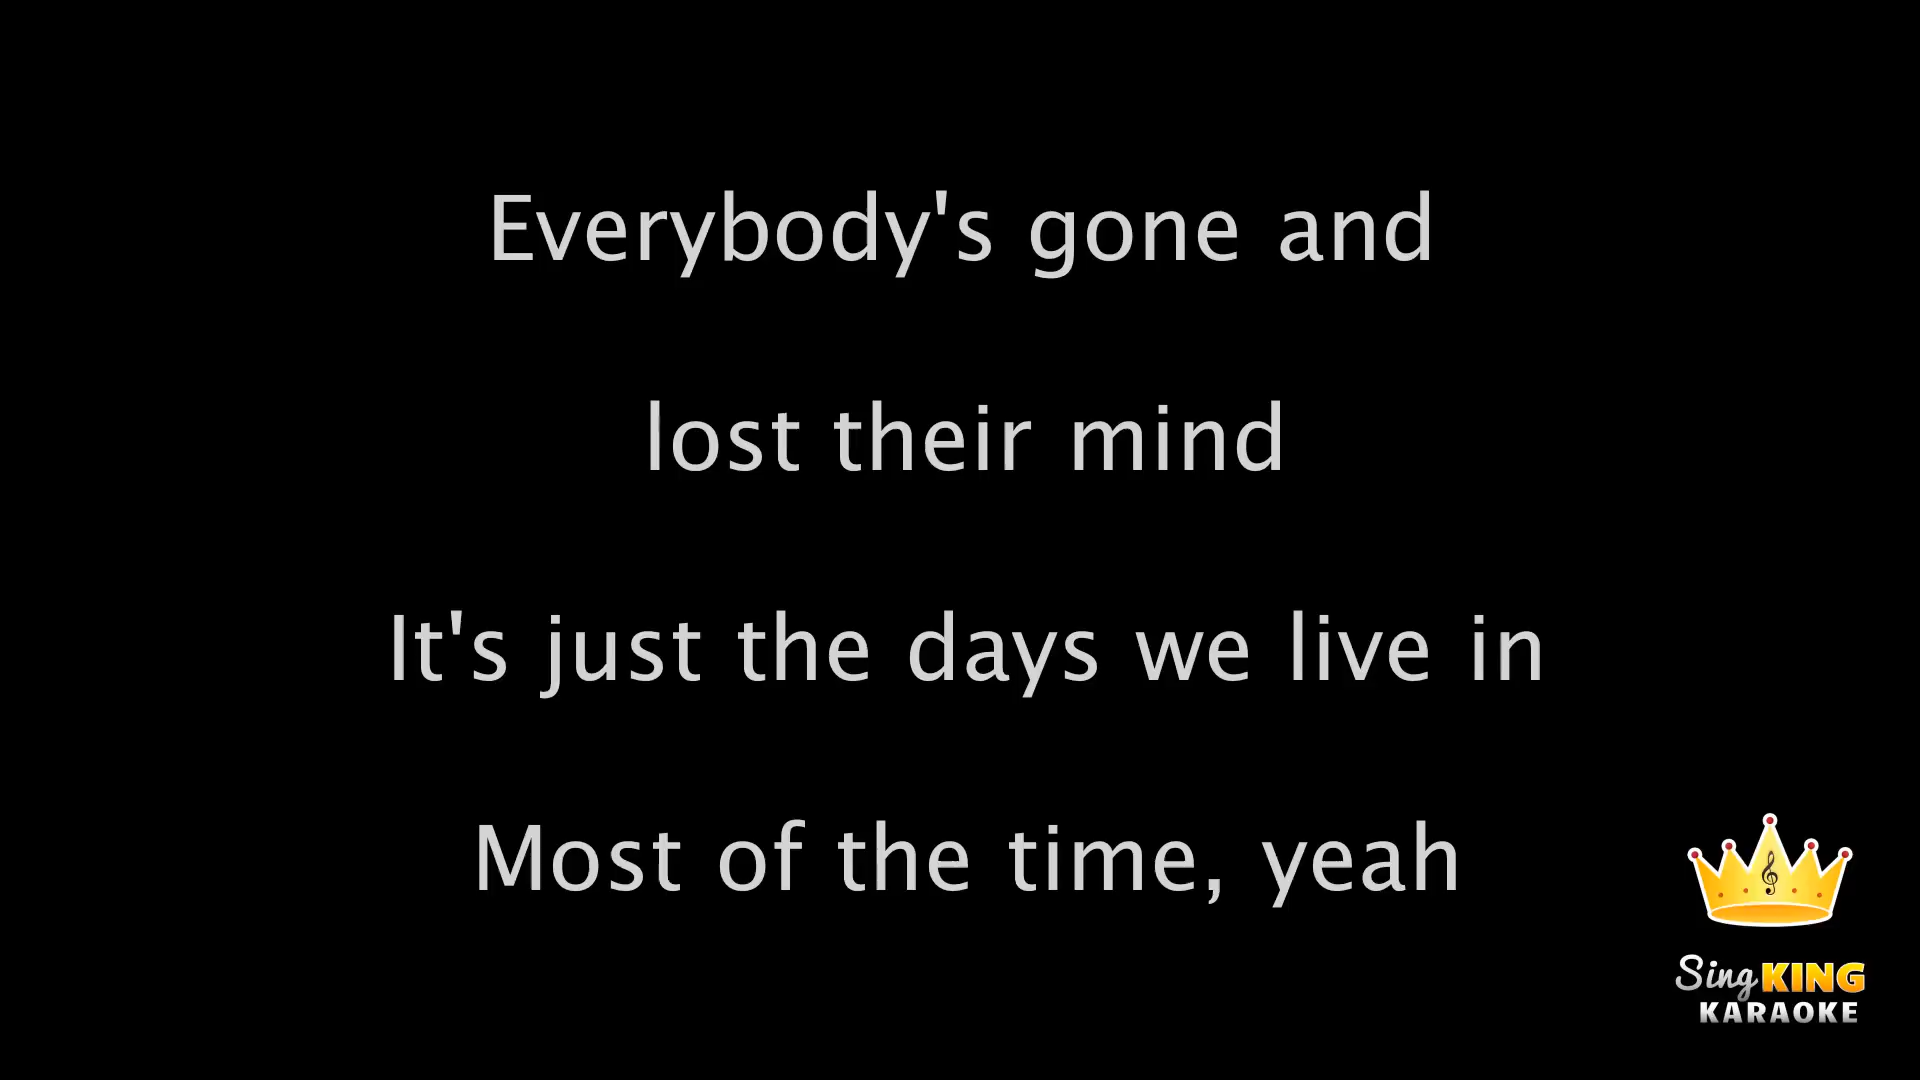 Everybody's gone and
lost their mind
It's just the days we live in
Most of the time, yeah
Sing KING
KARAOKE